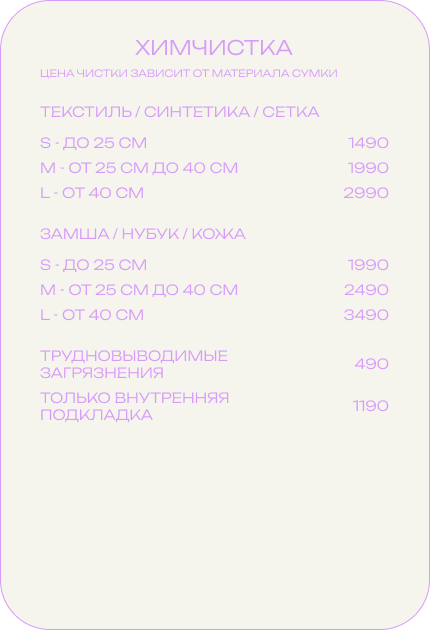 ХИМЧИСТКА
ЦЕНА ЧИСТКИ ЗАВИСИТ ОТ МАТЕРИАЛА СУМКИ
ТЕКСТИЛЬ / СИНТЕТИКА / СЕТКА
S - ДО 25 СМ 1490
M - ОТ 25 СМ ДО 40 СМ 1990
L - ОТ 40 СМ 2990
ЗАМША / НУБУК / КОЖА
S - ДО 25 СМ 1990
M - ОТ 25 СМ ДО 40 СМ 2490
L - ОТ 40 СМ 3490
ТРУДНОВЫВОДИМЫЕ
ЗАГРЯЗНЕНИЯ 490
ТОЛЬКО ВНУТРЕННЯЯ
ПОДКЛАДКА 1190